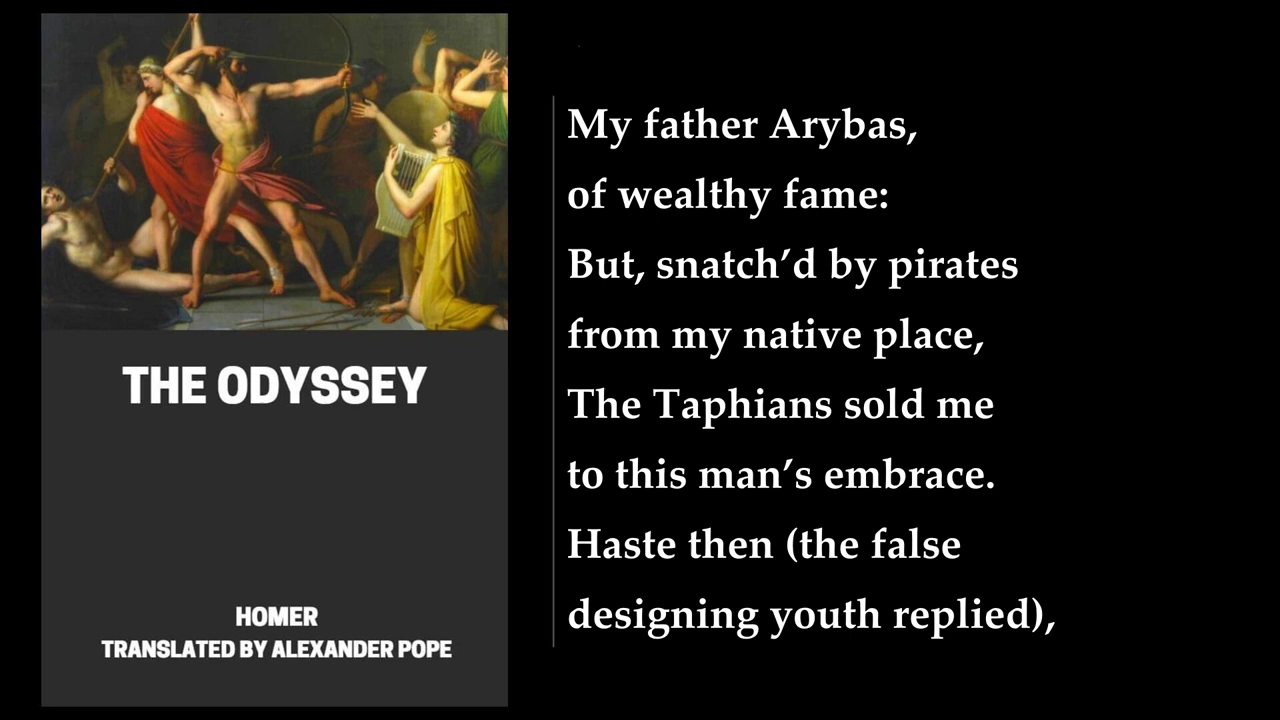 THE ODYSSEY
HOMER
TRANSLATED BY ALEXANDER POPE
My father Arybas,
of wealthy fame:
But, snatch’d by pirates
from my native place,
The Taphians sold me
to this man’s embrace.
Haste then (the false
designing youth replied),